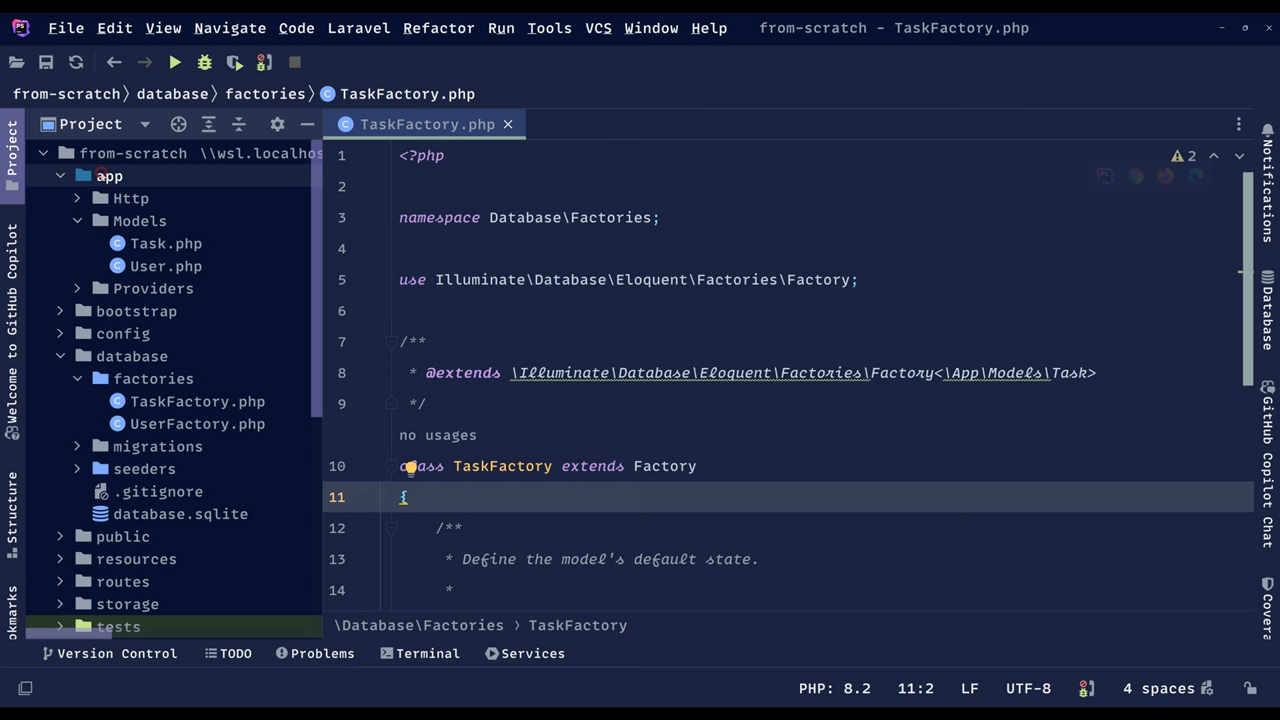 PS File Edit View Navigate Code Laravel Refactor Run Tools VCS Window Help from-scratch – TaskFactory.php
from-scratch database factories TaskFactory.php
Project
TaskFactory.php
from-scratch \\wsl.localhos
app
Http
Models
Task.php
User.php
Providers
bootstrap
config
database
factories
TaskFactory.php
UserFactory.php
migrations
seeders
.gitignore
database.sqlite
public
resources
routes
storage
tests
1 <?php
2
3 namespace Database\Factories;
4
5 use Illuminate\Database\Eloquent\Factories\Factory;
6
7 /**
8 * @extends \Illuminate\Database\Eloquent\Factories\Factory<\App\Models\Task>
9 */
no usages
10 class TaskFactory extends Factory
11 {
12 /**
13 * Define the model's default state.
14 *
2
\Database\Factories > TaskFactory
Project
Welcome to GitHub Copilot
Structure
okmarks
Notifications
Database
GitHub Copilot Chat
Covera
Version Control TODO Problems Terminal Services
PHP: 8.2 11:2 LF UTF-8 4 spaces